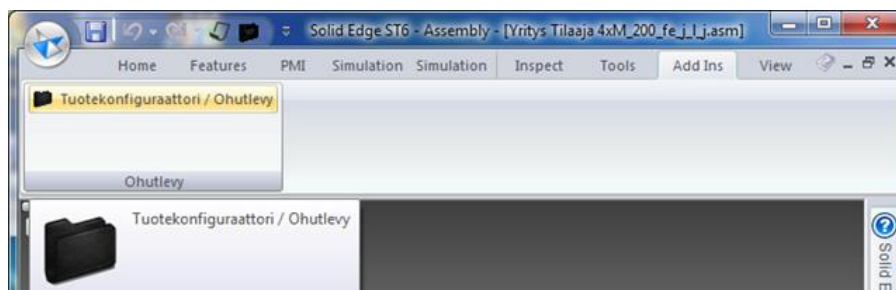 Solid Edge ST6 - Assembly - [Yritys Tilaaja 4xM_200_fe_j_l_j.asm]
Home Features PMI Simulation Simulation Inspect Tools Add Ins View
Tuotekonfiguraattori / Ohutlevy
Ohutlevy
Tuotekonfiguraattori / Ohutlevy
Solid E